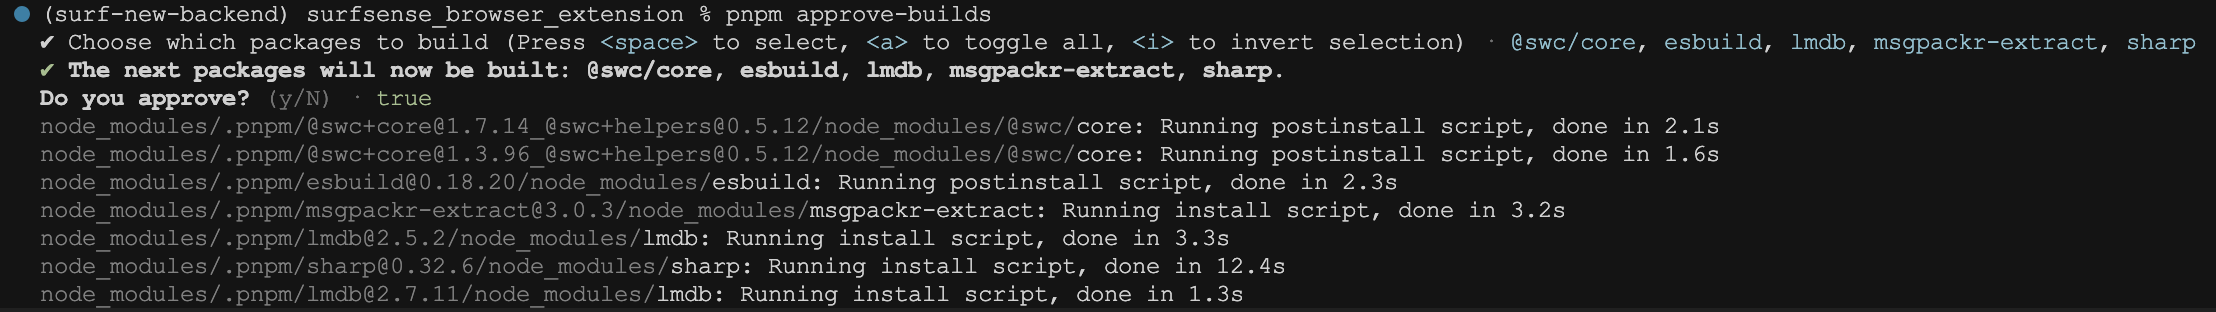 (surf-new-backend) surfsense_browser_extension % pnpm approve-builds
✔ Choose which packages to build (Press <space> to select, <a> to toggle all, <i> to invert selection) · @swc/core, esbuild, lmdb, msgpackr-extract, sharp
✔ The next packages will now be built: @swc/core, esbuild, lmdb, msgpackr-extract, sharp.
Do you approve? (y/N) · true
node_modules/.pnpm/@swc+core@1.7.14_@swc+helpers@0.5.12/node_modules/@swc/core: Running postinstall script, done in 2.1s
node_modules/.pnpm/@swc+core@1.3.96_@swc+helpers@0.5.12/node_modules/@swc/core: Running postinstall script, done in 1.6s
node_modules/.pnpm/esbuild@0.18.20/node_modules/esbuild: Running postinstall script, done in 2.3s
node_modules/.pnpm/msgpackr-extract@3.0.3/node_modules/msgpackr-extract: Running install script, done in 3.2s
node_modules/.pnpm/lmdb@2.5.2/node_modules/lmdb: Running install script, done in 3.3s
node_modules/.pnpm/sharp@0.32.6/node_modules/sharp: Running install script, done in 12.4s
node_modules/.pnpm/lmdb@2.7.11/node_modules/lmdb: Running install script, done in 1.3s